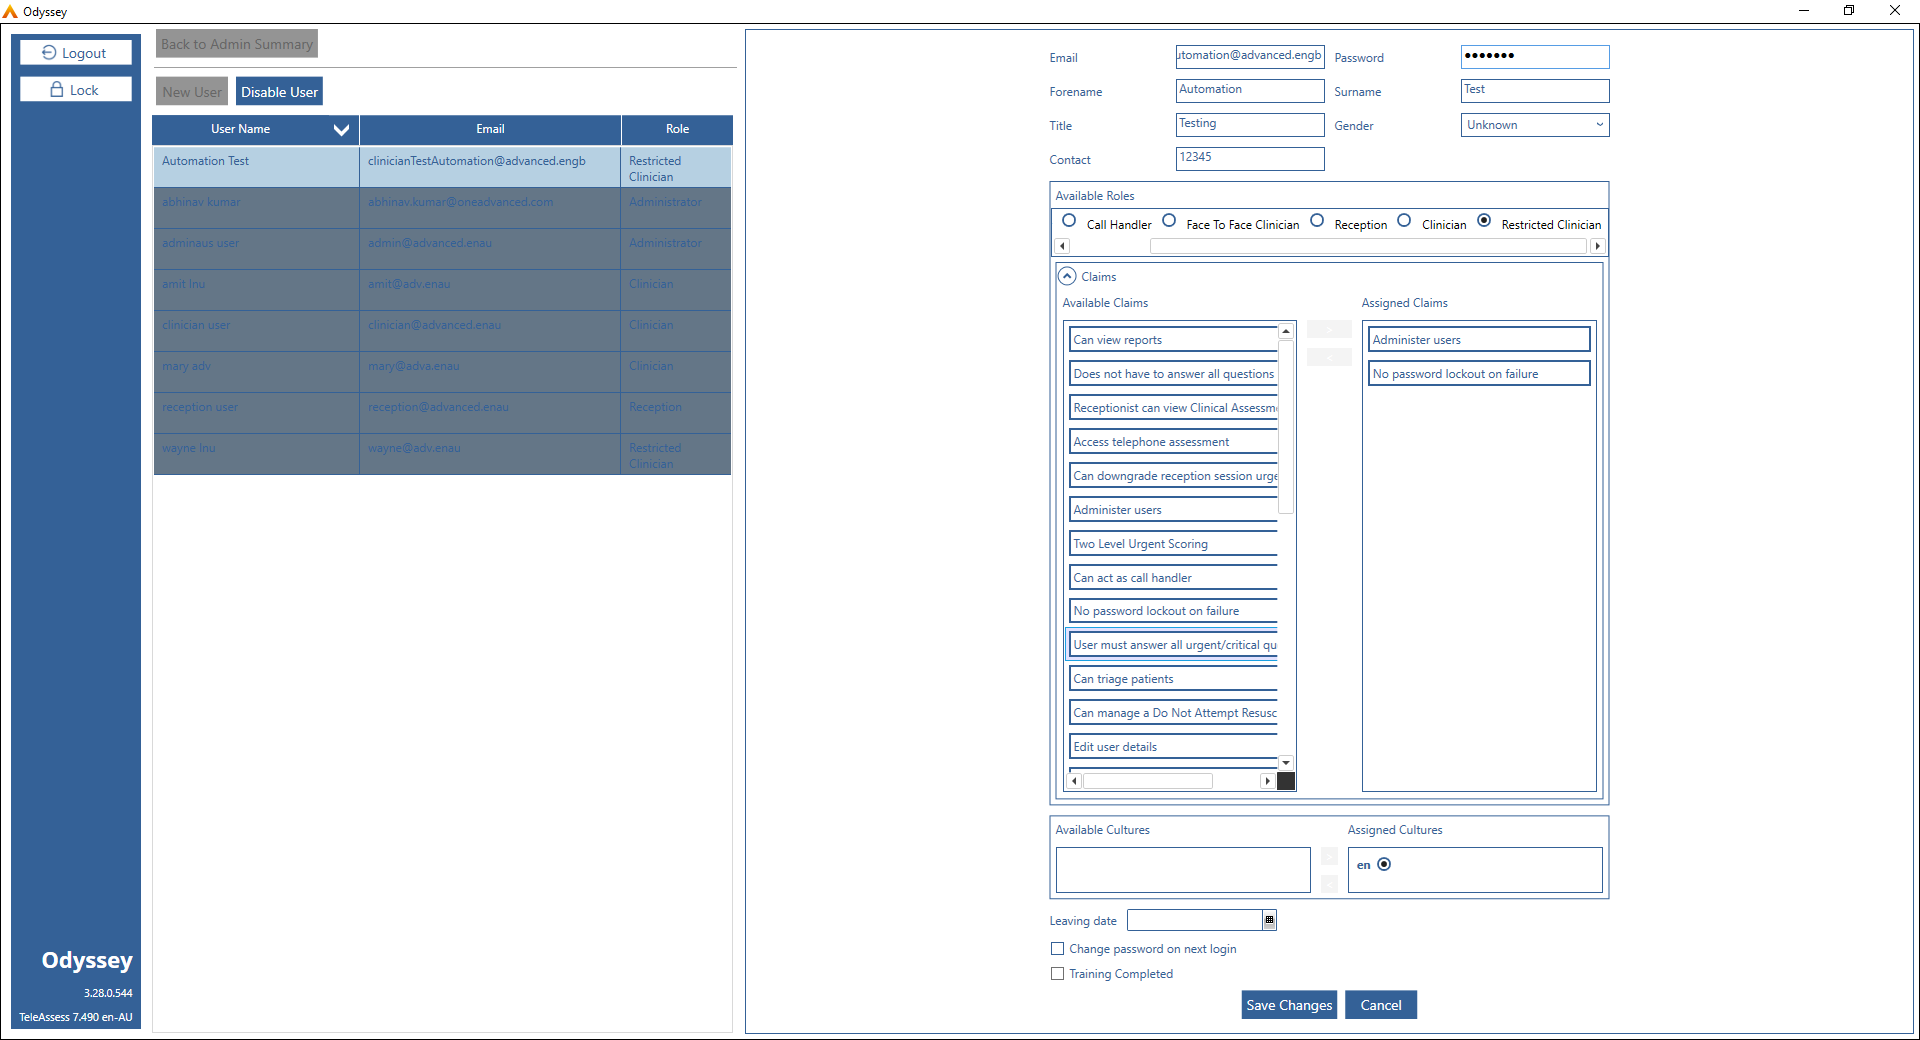 Odyssey
Logout
Lock
Back to Admin Summary
New User
Disable User
User Name
Email
Role
Automation Test
clinicianTestAutomation@advanced.engb
Restricted
Clinician
abhinav kumar
abhinav.kumar@oneadvanced.com
Administrator
adminaus user
admin@advanced.enau
Administrator
amit lnu
amit@adv.enau
Clinician
clinician user
clinician@advanced.enau
Clinician
mary adv
mary@adva.enau
Clinician
reception user
reception@advanced.enau
Reception
wayne lnu
wayne@adv.enau
Restricted
Clinician
Odyssey
3.28.0.544
TeleAssess 7.490 en-AU
Email
utomation@advanced.engb
Password
•••••••
Forename
Automation
Surname
Test
Title
Testing
Gender
Unknown
Contact
12345
Available Roles
Call Handler
Face To Face Clinician
Reception
Clinician
Restricted Clinician
Claims
Available Claims
Assigned Claims
Can view reports
Does not have to answer all questions
Receptionist can view Clinical Assessm
Access telephone assessment
Can downgrade reception session urge
Administer users
Two Level Urgent Scoring
Can act as call handler
No password lockout on failure
User must answer all urgent/critical qu
Can triage patients
Can manage a Do Not Attempt Resusc
Edit user details
Administer users
No password lockout on failure
Available Cultures
Assigned Cultures
en
Leaving date
Change password on next login
Training Completed
Save Changes
Cancel